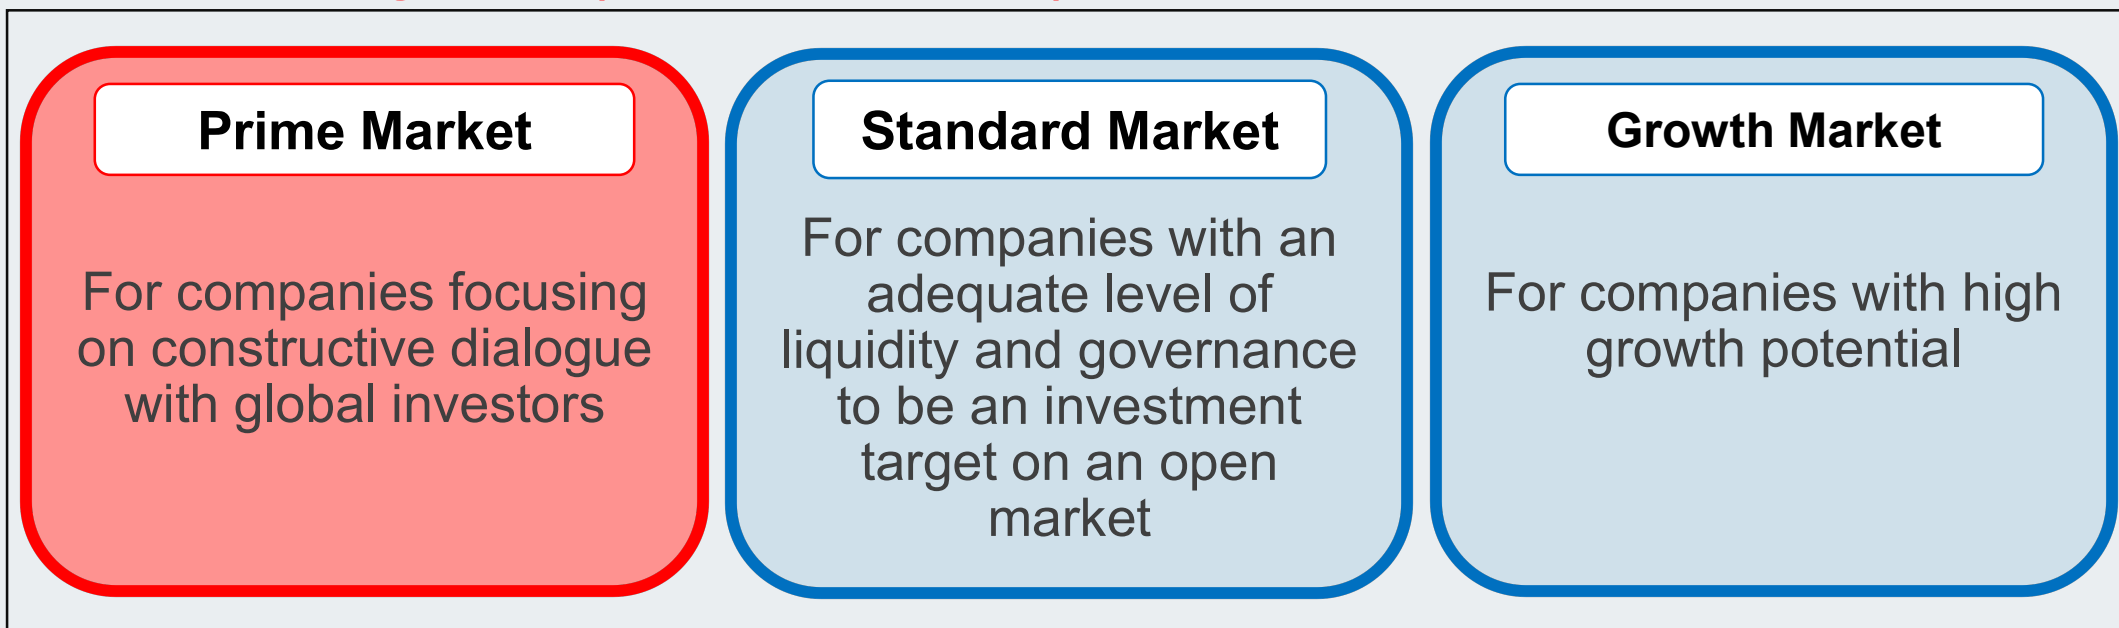 Prime Market
For companies focusing
on constructive dialogue
with global investors
Standard Market
For companies with an
adequate level of
liquidity and governance
to be an investment
target on an open
market
Growth Market
For companies with high
growth potential